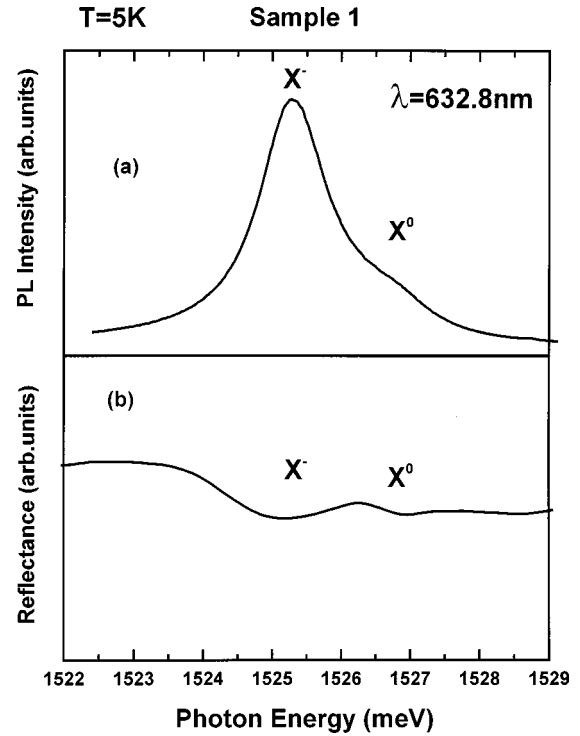 T=5K Sample 1
X-
λ=632.8nm
(a)
X0
PL Intensity (arb.units)
(b)
X-
X0
Reflectance (arb.units)
1522 1523 1524 1525 1526 1527 1528 1529
Photon Energy (meV)